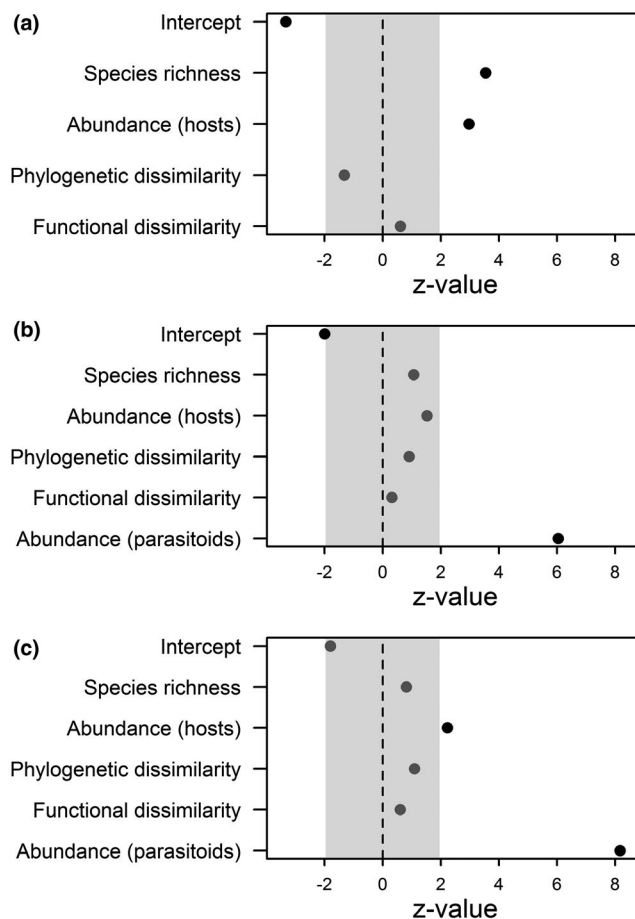 (a)
Intercept
Species richness
Abundance (hosts)
Phylogenetic dissimilarity
Functional dissimilarity
-2 0 2 4 6 8
z-value
(b)
Intercept
Species richness
Abundance (hosts)
Phylogenetic dissimilarity
Functional dissimilarity
Abundance (parasitoids)
-2 0 2 4 6 8
z-value
(c)
Intercept
Species richness
Abundance (hosts)
Phylogenetic dissimilarity
Functional dissimilarity
Abundance (parasitoids)
-2 0 2 4 6 8
z-value